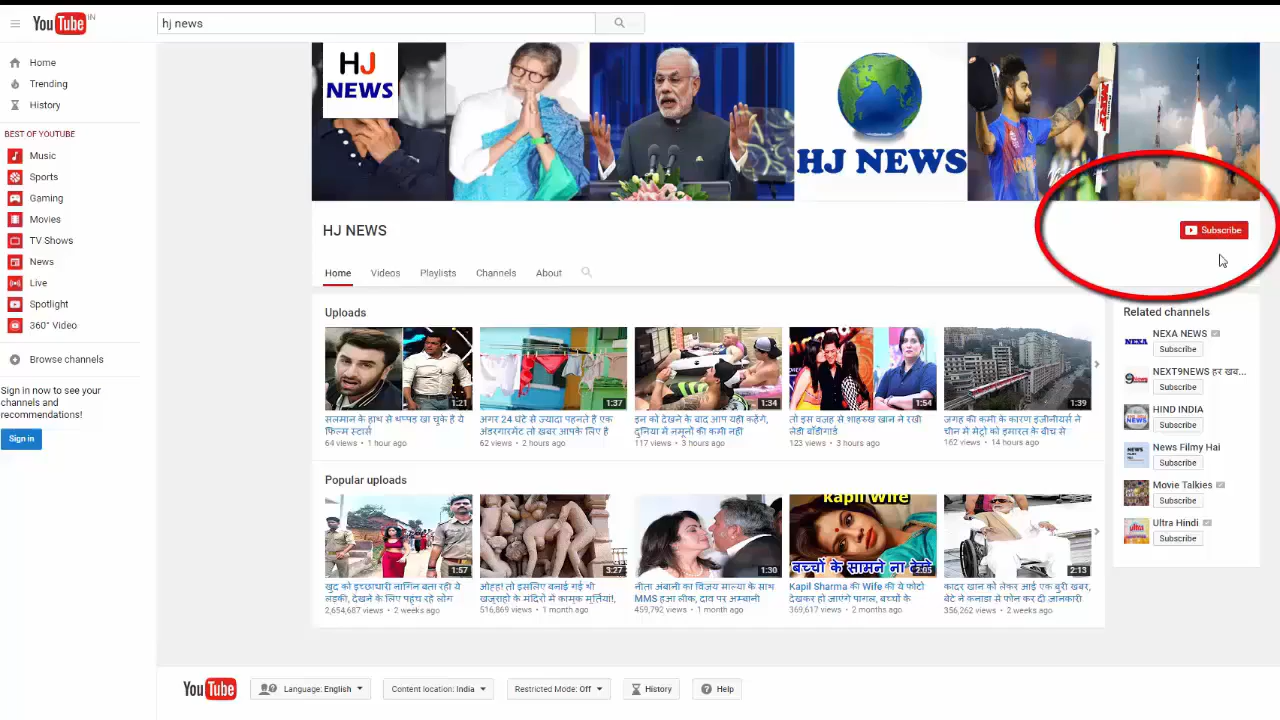 YouTube IN
hj news
Home
Trending
History
BEST OF YOUTUBE
Music
Sports
Gaming
Movies
TV Shows
News
Live
Spotlight
360° Video
Browse channels
Sign in now to see your
channels and
recommendations!
Sign in
HJ
NEWS
HJ NEWS
MRF
HJ NEWS
Subscribe
Home Videos Playlists Channels About
Uploads
1:21
सलमान के हाथ से थप्पड़ खा चुके हैं ये
फिल्म स्टार्स
64 views • 1 hour ago
1:37
अगर 24 घंटे से ज्यादा पहनते हैं एक
अंडरगारमेंट तो खबर आपके लिए है
62 views • 2 hours ago
1:34
इन को देखने के बाद आप यही कहेंगे,
दुनिया में नमूनों की कमी नहीं
117 views • 3 hours ago
1:54
तो इस वजह से शाहरुख खान ने रखी
लेडी बॉडीगार्ड
123 views • 3 hours ago
1:39
जगह की कमी के कारण इंजीनियर्स ने
चीन में मेट्रो को इमारत के बीच से
162 views • 14 hours ago
Popular uploads
1:57
खुद को इच्छाधारी नागिन बता रही ये
लड़की, देखने के लिए पहुंच रहे लोग
2,654,687 views • 2 weeks ago
3:27
ओह्ह! तो इसलिए बनाई गई थी
खजुराहो के मंदिरों में कामुक मूर्तियां!,
516,869 views • 1 month ago
1:30
नीता अंबानी का विजय माल्या के साथ
MMS हुआ लीक, दाव पर अम्बानी
459,792 views • 1 month ago
kapil Wife
बच्चों के सामने ना देखे
2:05
Kapil Sharma की Wife की ये फोटो
देखकर हो जाएंगे पागल, बच्चों के
369,617 views • 2 months ago
2:13
कादर खान को लेकर आई एक बुरी खबर,
बेटे ने कनाडा से फोन कर दी जानकारी
356,262 views • 2 weeks ago
Related channels
NEXA
NEXA NEWS
Subscribe
NEXT9NEWS हर खब...
Subscribe
HIND INDIA
Subscribe
News Filmy Hai
Subscribe
Movie Talkies
Subscribe
Ultra Hindi
Subscribe
YouTube
Language: English
Content location: India
Restricted Mode: Off
History
Help